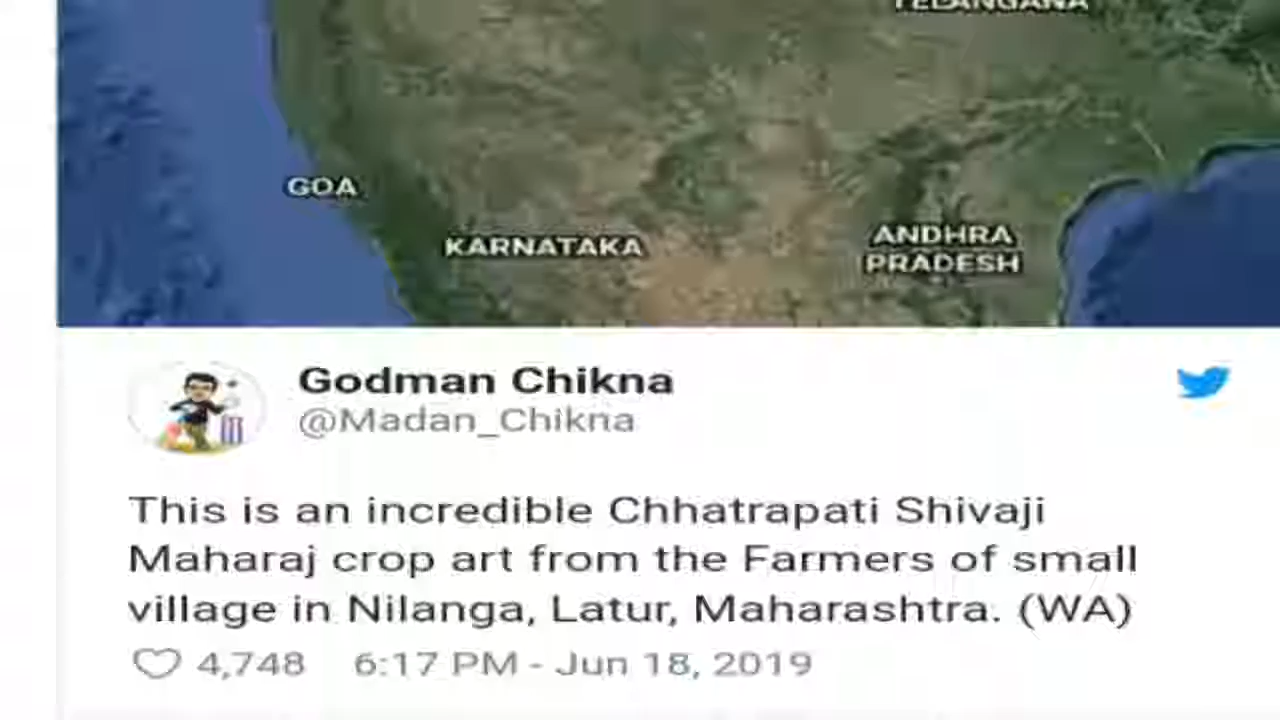 TELANGANA
GOA
KARNATAKA
ANDHRA
PRADESH
Godman Chikna
@Madan_Chikna
This is an incredible Chhatrapati Shivaji
Maharaj crop art from the Farmers of small
village in Nilanga, Latur, Maharashtra. (WA)
4,748 6:17 PM - Jun 18, 2019